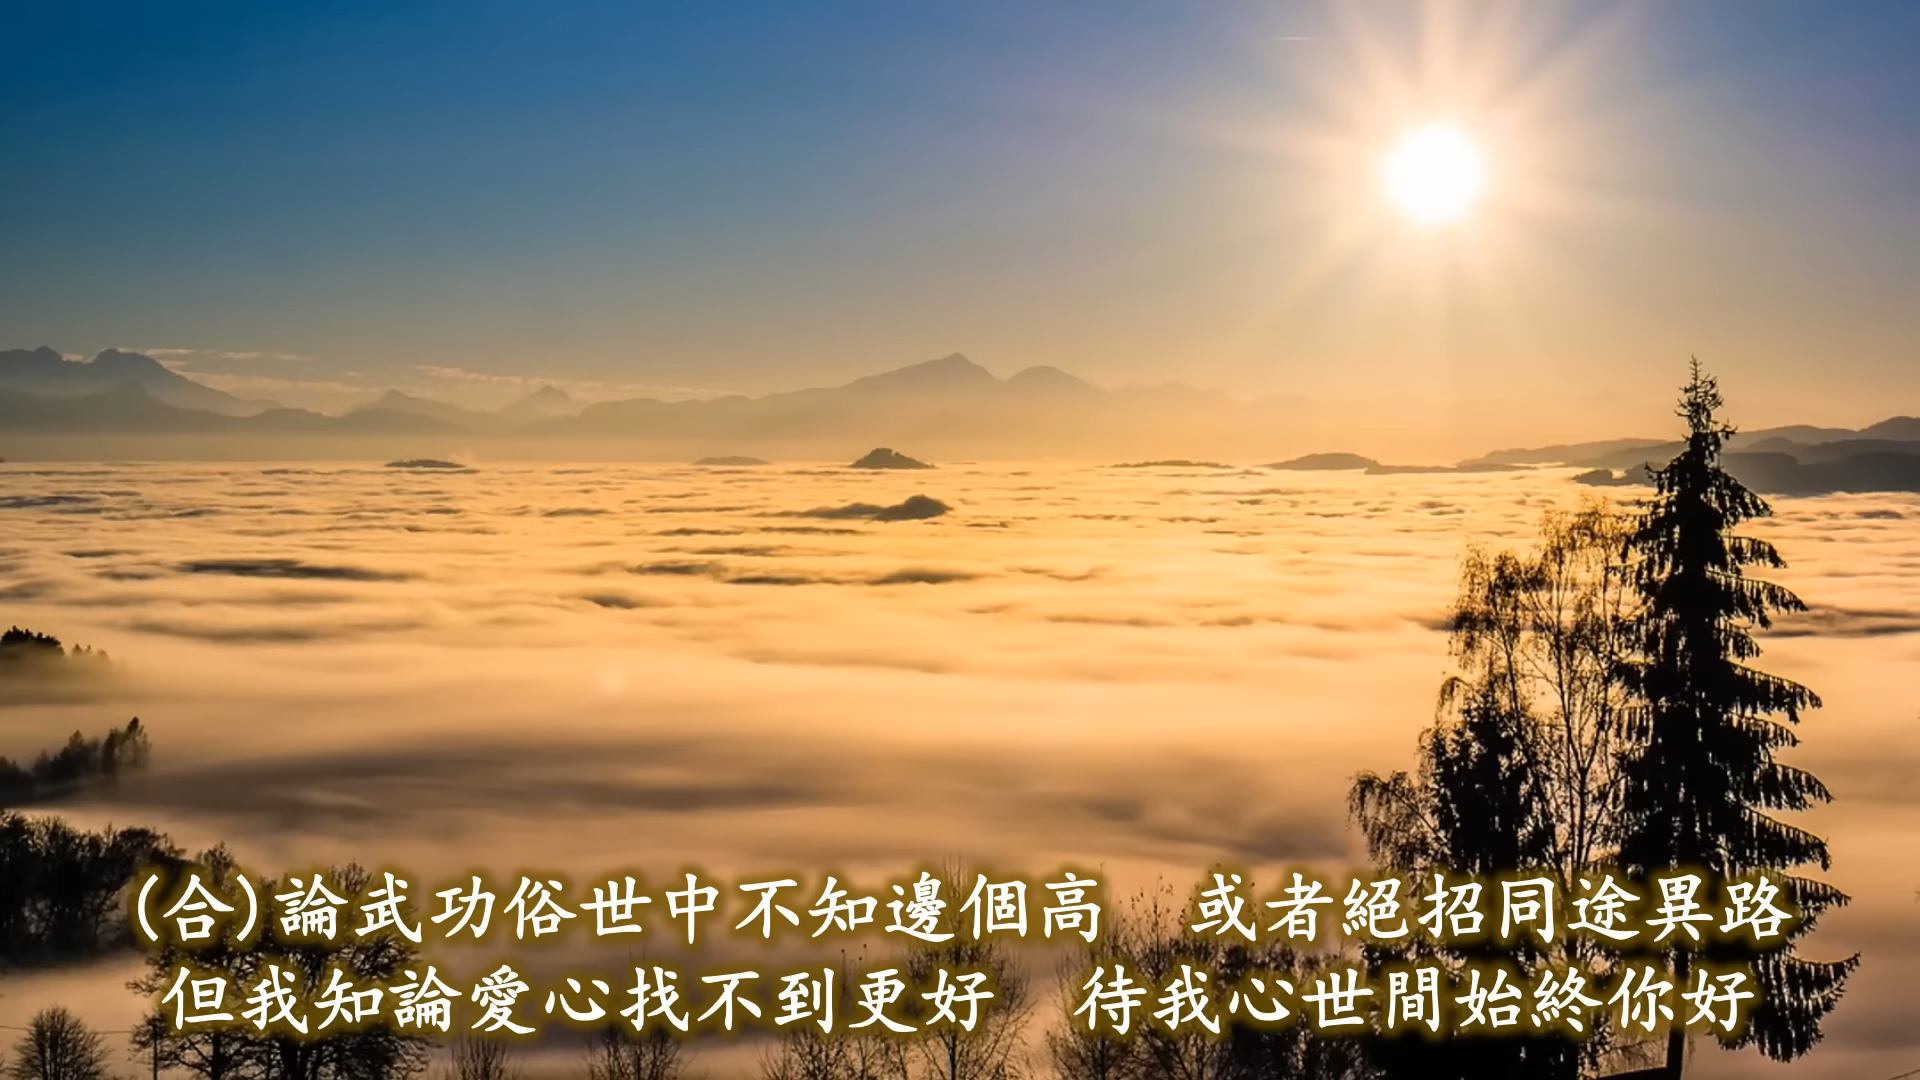 (合)論武功俗世中不知邊個高　或者絕招同途異路
但我知論愛心找不到更好　待我心世間始終你好